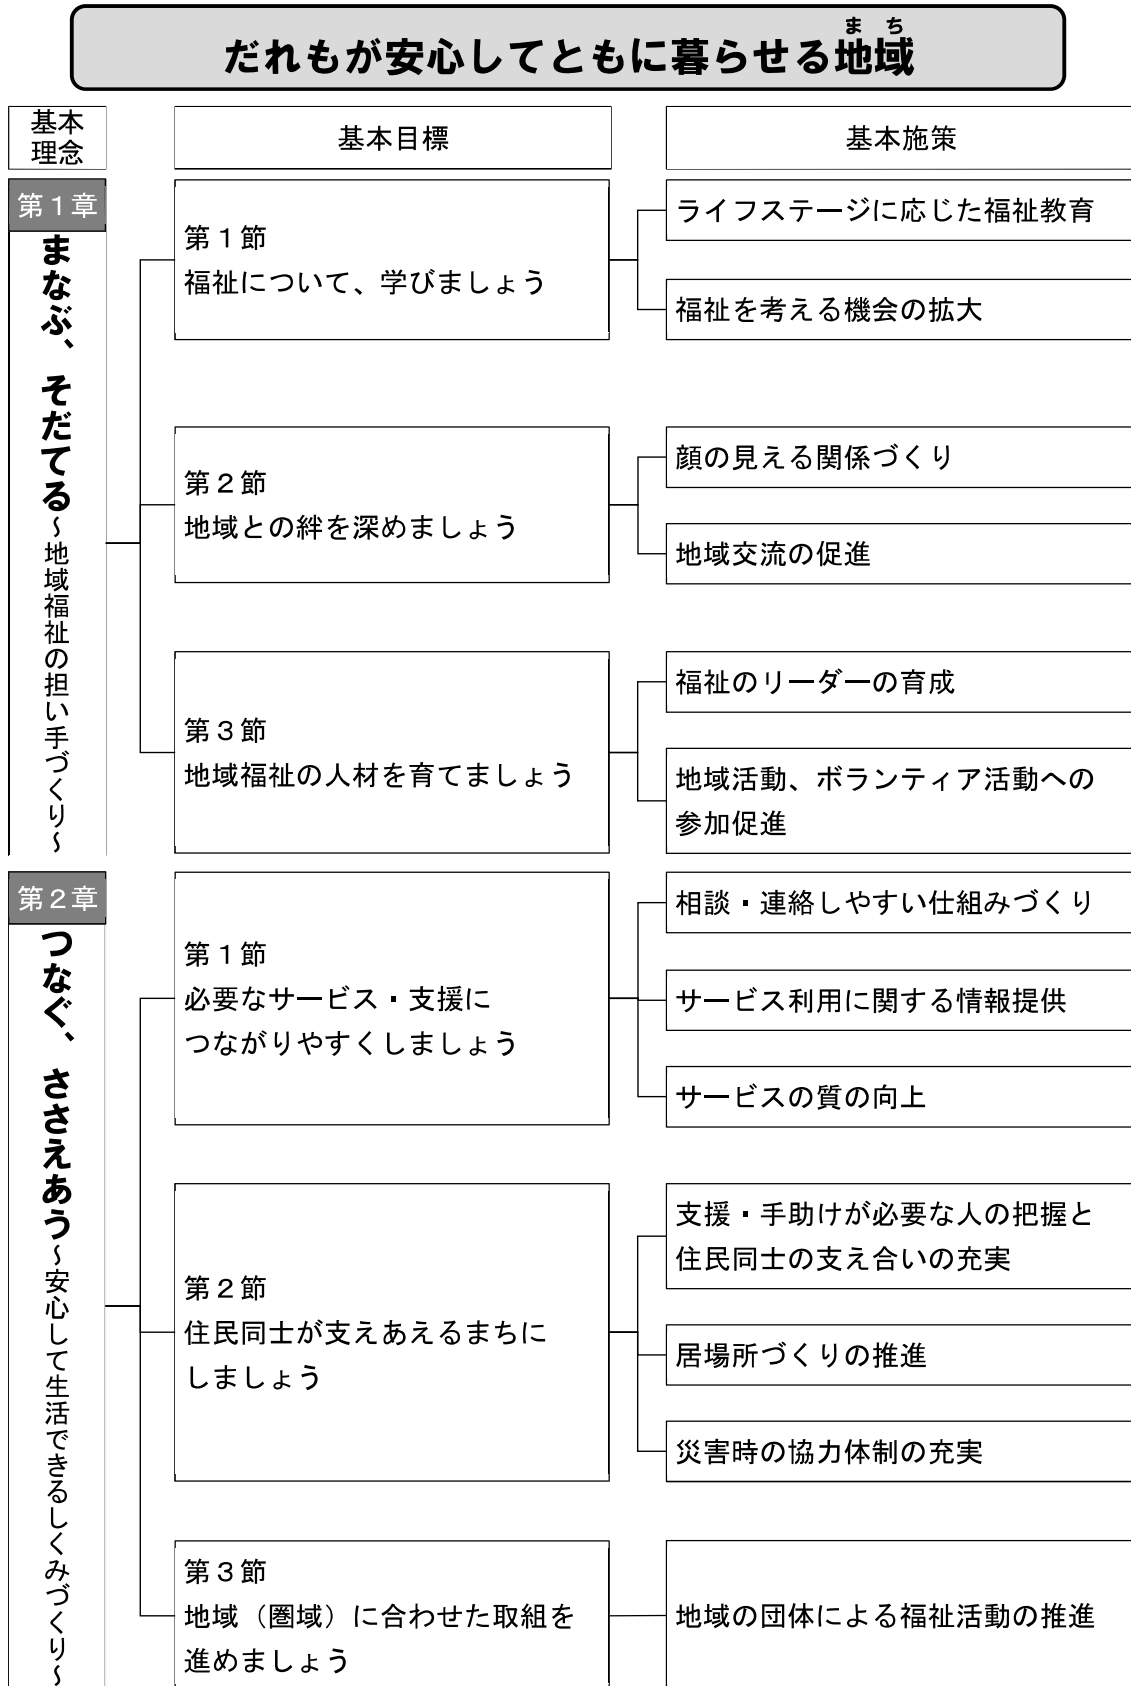 まち
だれもが安心してともに暮らせる地域
基本
理念
基本目標
基本施策
第１章
まなぶ、そだてる～地域福祉の担い手づくり～
第１節
福祉について、学びましょう
ライフステージに応じた福祉教育
福祉を考える機会の拡大
第２節
地域との絆を深めましょう
顔の見える関係づくり
地域交流の促進
第３節
地域福祉の人材を育てましょう
福祉のリーダーの育成
地域活動、ボランティア活動への
参加促進
第２章
つなぐ、ささえあう～安心して生活できるしくみづくり～
第１節
必要なサービス・支援に
つながりやすくしましょう
相談・連絡しやすい仕組みづくり
サービス利用に関する情報提供
サービスの質の向上
第２節
住民同士が支えあえるまちに
しましょう
支援・手助けが必要な人の把握と
住民同士の支え合いの充実
居場所づくりの推進
災害時の協力体制の充実
第３節
地域（圏域）に合わせた取組を
進めましょう
地域の団体による福祉活動の推進